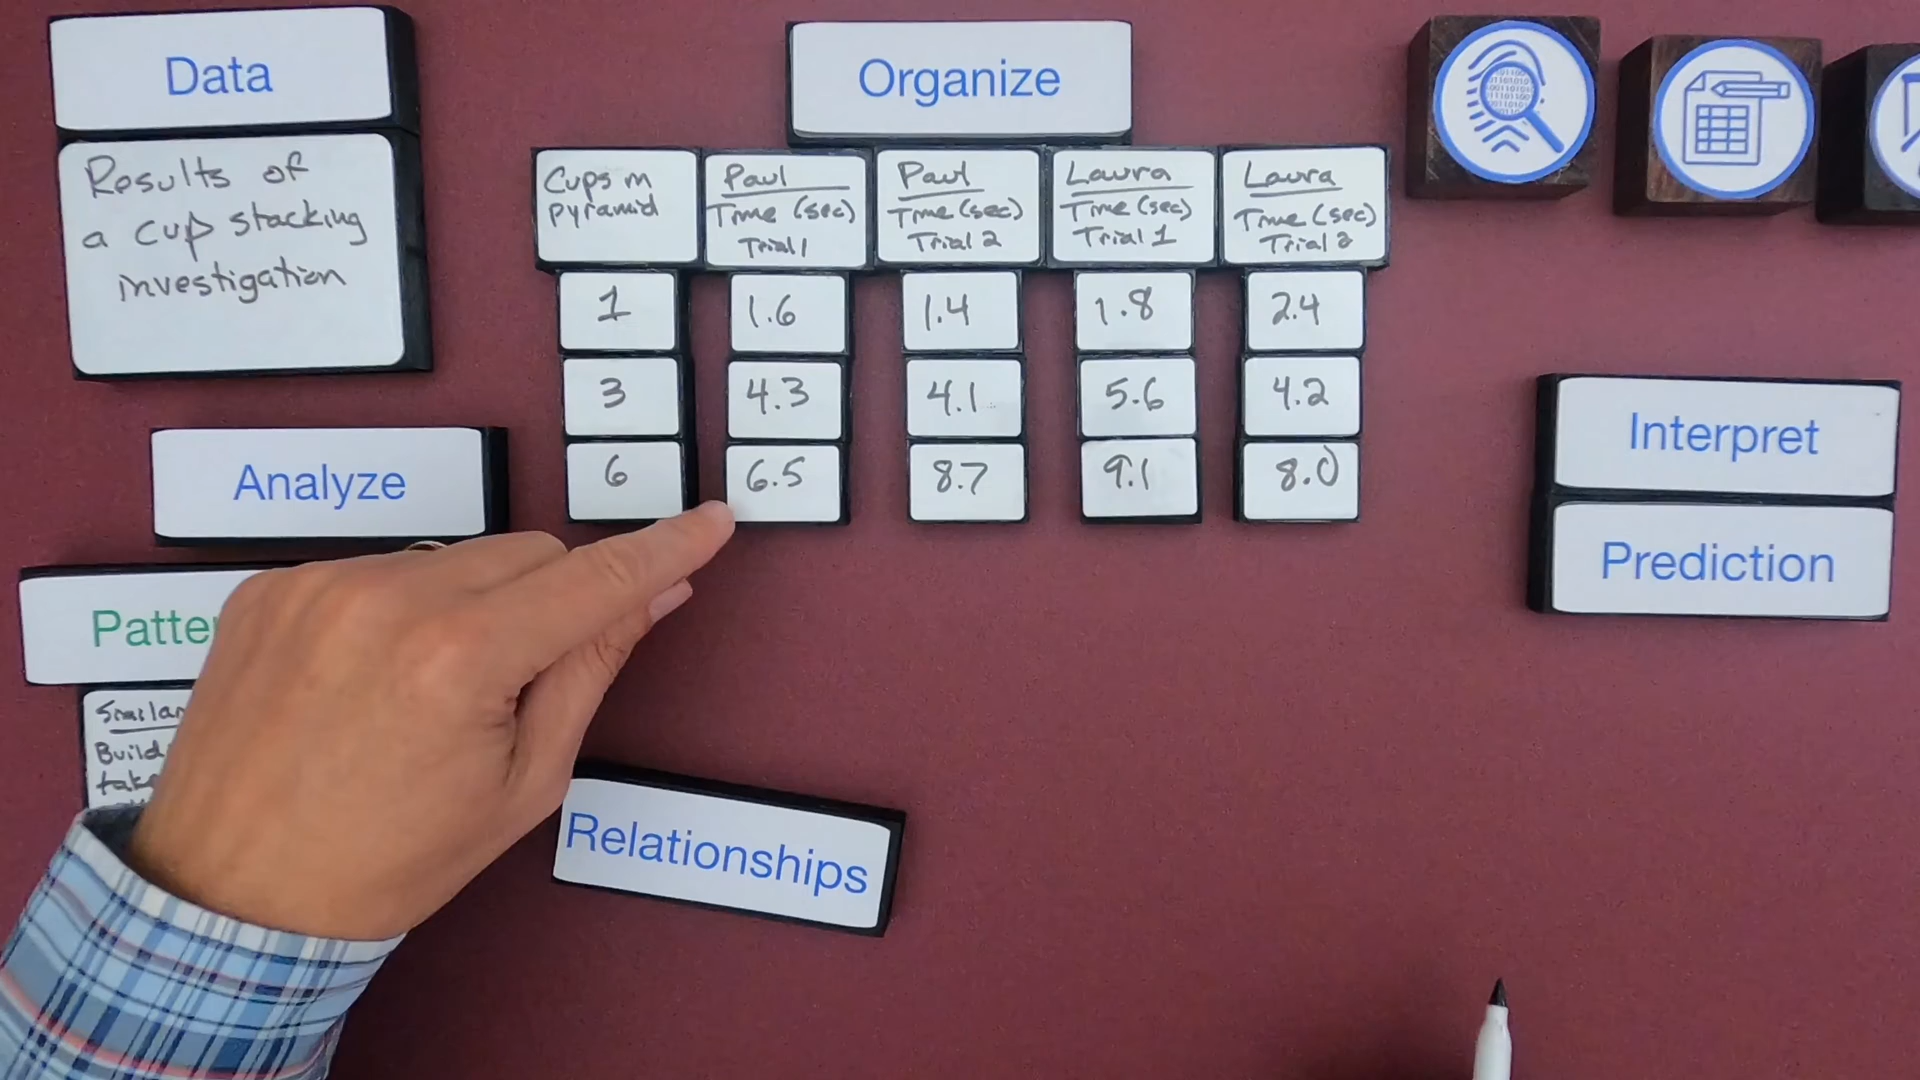 Data
Results of
a cup stacking
investigation
Organize
Cups in
pyramid
Paul
Time (sec)
Trial 1
Paul
Time (sec)
Trial 2
Laura
Time (sec)
Trial 1
Laura
Time (sec)
Trial 2
1 1.6 1.4 1.8 2.4
3 4.3 4.1 5.6 4.2
6 6.5 8.7 9.1 8.0
Analyze
Interpret
Prediction
Relationships